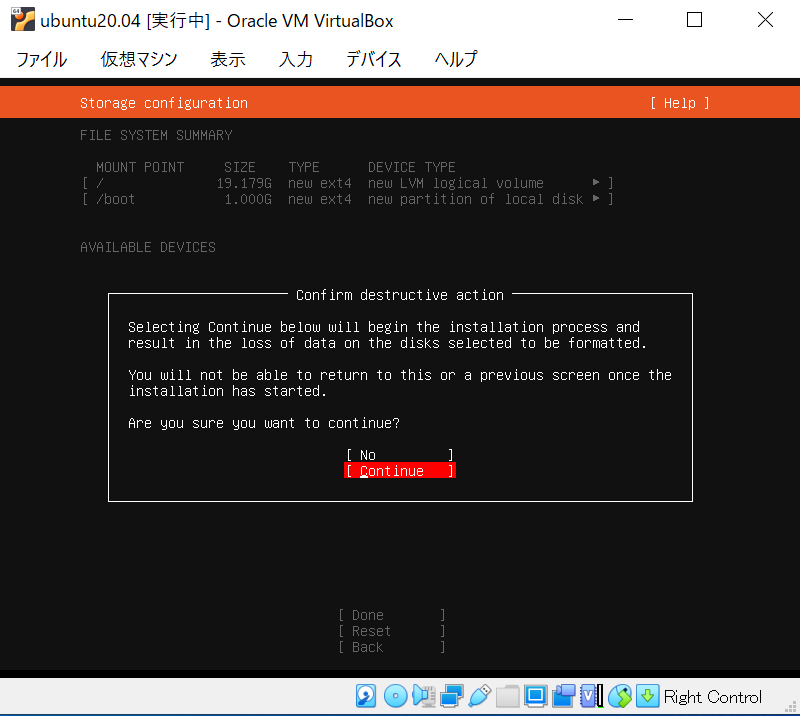 ubuntu20.04 [実行中] - Oracle VM VirtualBox
ファイル 仮想マシン 表示 入力 デバイス ヘルプ
Storage configuration [ Help ]
FILE SYSTEM SUMMARY
MOUNT POINT SIZE TYPE DEVICE TYPE
[ / 19.179G new ext4 new LVM logical volume ▸ ]
[ /boot 1.000G new ext4 new partition of local disk ▸ ]
AVAILABLE DEVICES
Confirm destructive action
Selecting Continue below will begin the installation process and
result in the loss of data on the disks selected to be formatted.
You will not be able to return to this or a previous screen once the
installation has started.
Are you sure you want to continue?
[ No ]
[ Continue ]
[ Done ]
[ Reset ]
[ Back ]
Right Control